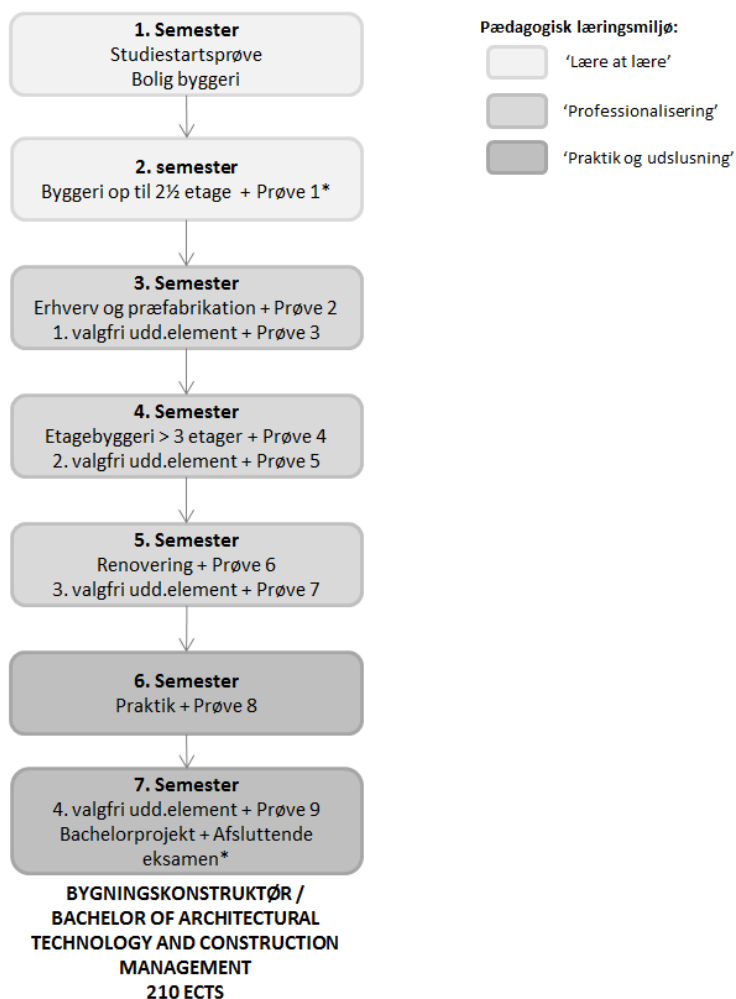 1. Semester
Studiestartsprøve
Bolig byggeri
2. semester
Byggeri op til 2½ etage + Prøve 1*
3. Semester
Erhverv og præfabrikation + Prøve 2
1. valgfri udd.element + Prøve 3
4. Semester
Etagebyggeri > 3 etager + Prøve 4
2. valgfri udd.element + Prøve 5
5. Semester
Renovering + Prøve 6
3. valgfri udd.element + Prøve 7
6. Semester
Praktik + Prøve 8
7. Semester
4. valgfri udd.element + Prøve 9
Bachelorprojekt + Afsluttende
eksamen*
BYGNINGSKONSTRUKTØR /
BACHELOR OF ARCHITECTURAL
TECHNOLOGY AND CONSTRUCTION
MANAGEMENT
210 ECTS
Pædagogisk læringsmiljø:
‘Lære at lære’
‘Professionalisering’
‘Praktik og udslusning’